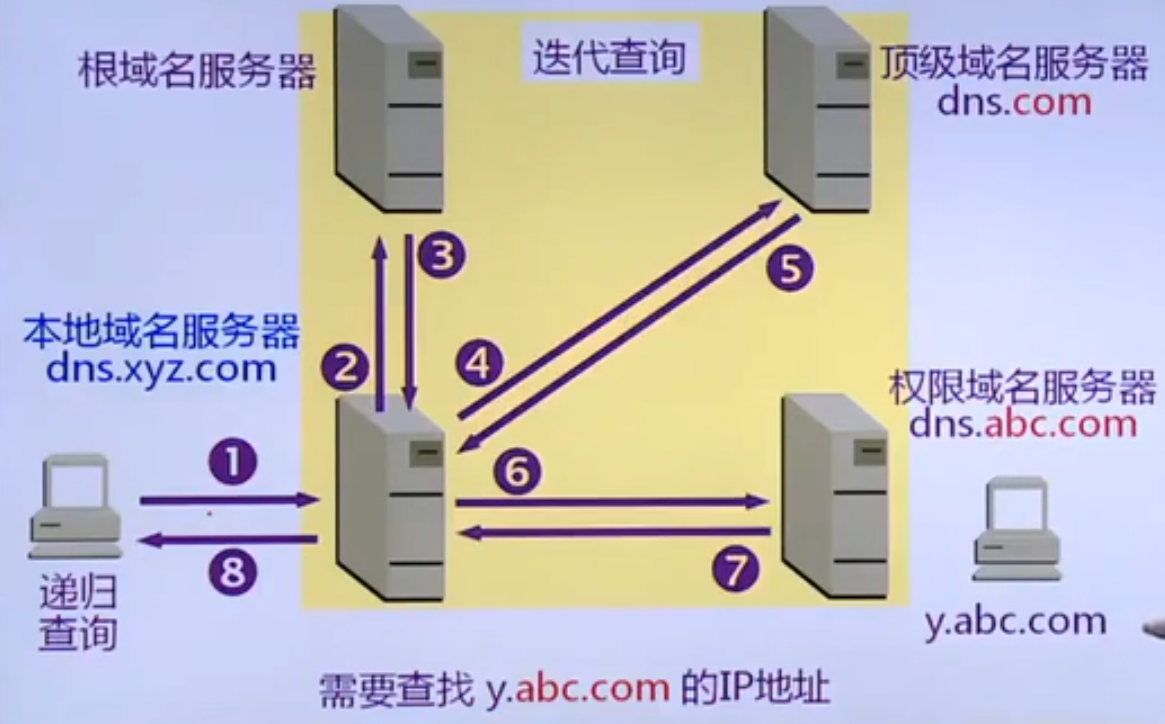 根域名服务器
迭代查询
顶级域名服务器
dns.com
3
5
本地域名服务器
dns.xyz.com
2
4
权限域名服务器
dns.abc.com
1
6
8
7
递归
查询
y.abc.com
需要查找 y.abc.com 的IP地址